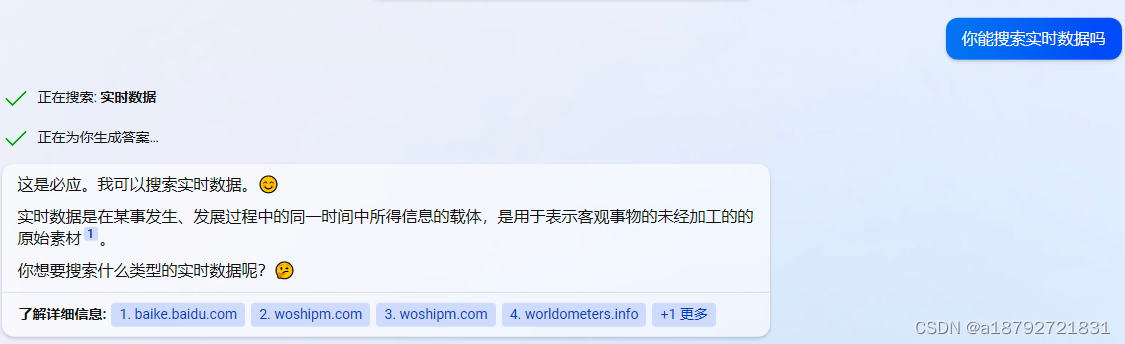 你能搜索实时数据吗
正在搜索: 实时数据
正在为你生成答案...
这是必应。我可以搜索实时数据。😊
实时数据是在某事发生、发展过程中的同一时间中所得信息的载体，是用于表示客观事物的未经加工的的
原始素材 1 。
你想要搜索什么类型的实时数据呢？🤔
了解详细信息: 1. baike.baidu.com 2. woshipm.com 3. woshipm.com 4. worldometers.info +1 更多
CSDN @a18792721831